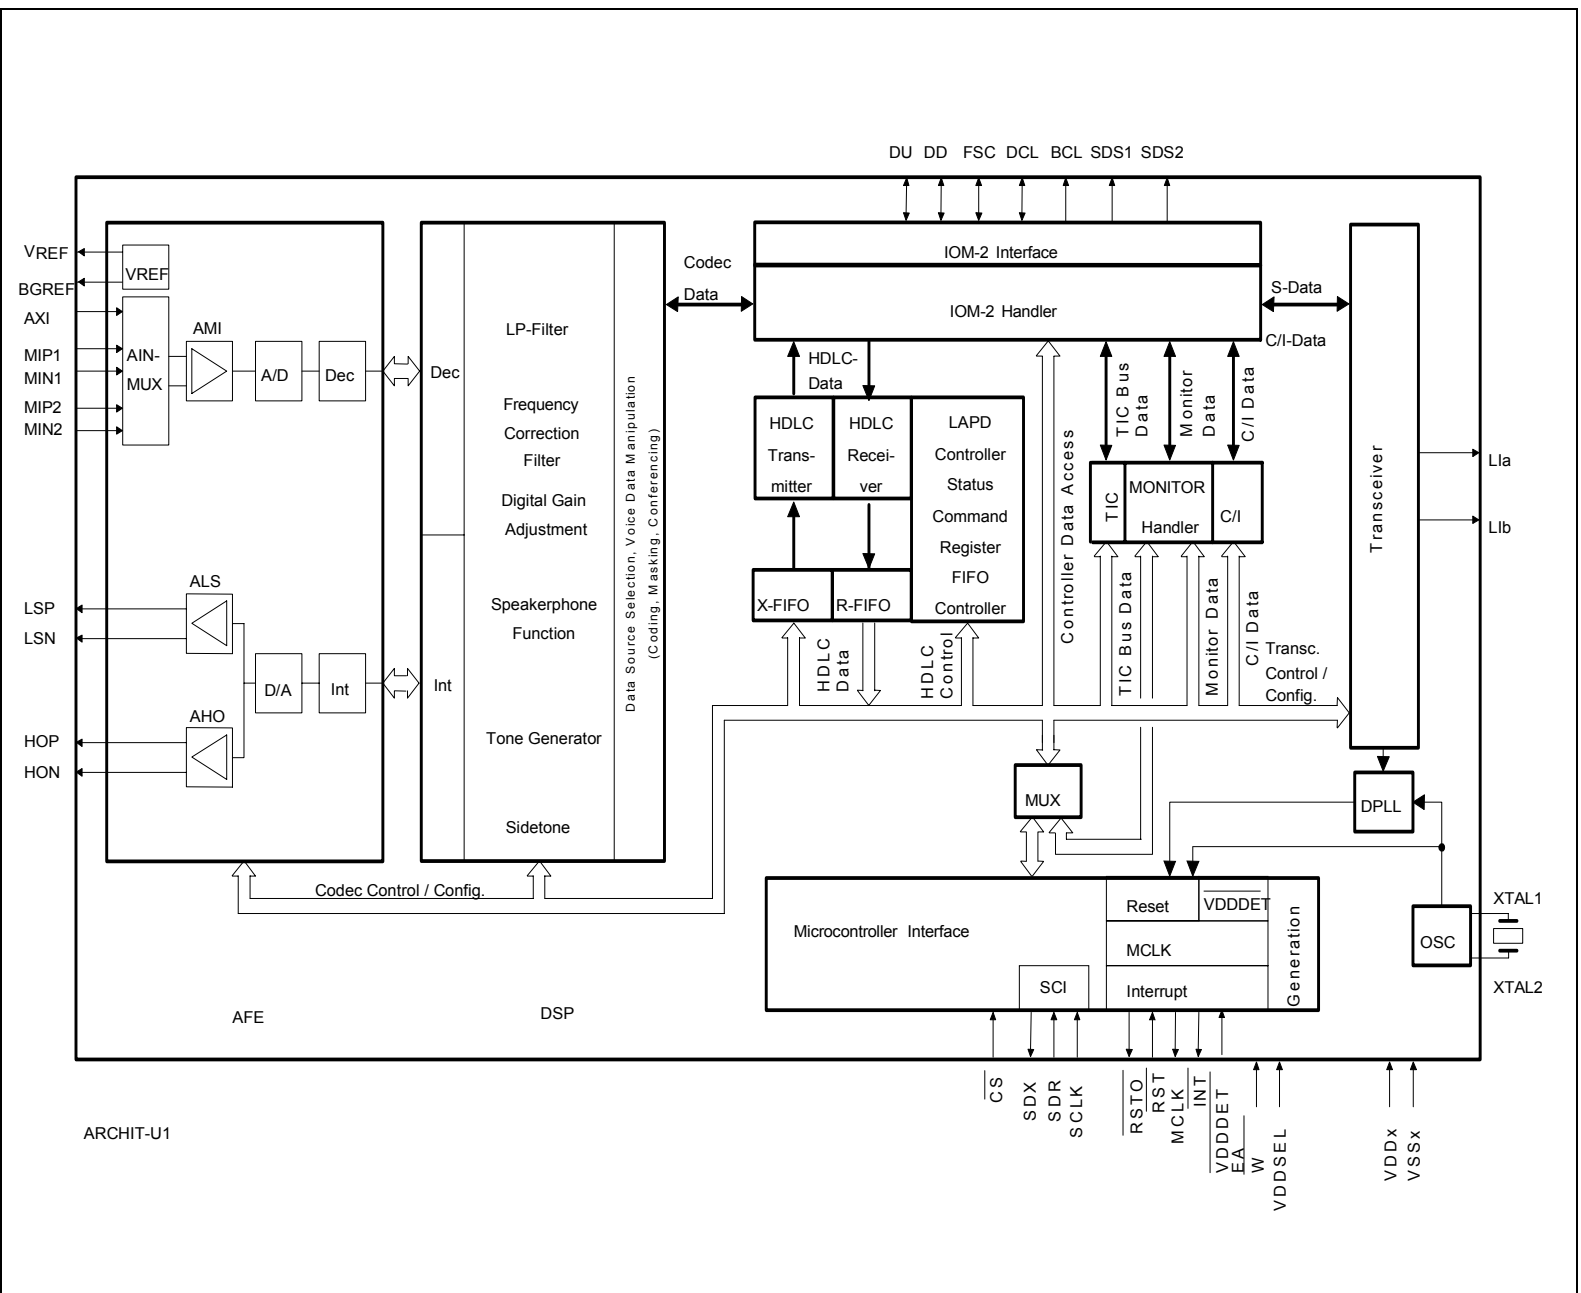 DU DD FSC DCL BCL SDS1 SDS2
VREF
BGREF
AXI
MIP1
MIN1
MIP2
MIN2
LSP
LSN
HOP
HON
VREF
AIN-
MUX
AMI
A/D
Dec
ALS
D/A
Int
AHO
AFE
Dec
Int
LP-Filter
Frequency
Correction
Filter
Digital Gain
Adjustment
Speakerphone
Function
Tone Generator
Sidetone
Data Source Selection, Voice Data Manipulation
(Coding, Masking, Conferencing)
DSP
Codec Control / Config.
Codec
Data
IOM-2 Interface
IOM-2 Handler
S-Data
C/I-Data
HDLC-
Data
HDLC
Trans-
mitter
HDLC
Recei-
ver
LAPD
Controller
Status
Command
Register
FIFO
Controller
X-FIFO
R-FIFO
HDLC
Data
HDLC
Control
Controller Data Access
TIC Bus
Data
Monitor
Data
C/I Data
TIC
MONITOR
Handler
C/I
TIC Bus Data
Monitor Data
C/I Data
Transc.
Control /
Config.
Transceiver
LIa
LIb
MUX
DPLL
OSC
XTAL1
XTAL2
Microcontroller Interface
SCI
Reset
VDDDET
MCLK
Interrupt
Generation
CS
SDX
SDR
SCLK
RSTO
RST
MCLK
INT
VDDDET
EA
W
VDDSEL
VDDx
VSSx
ARCHIT-U1